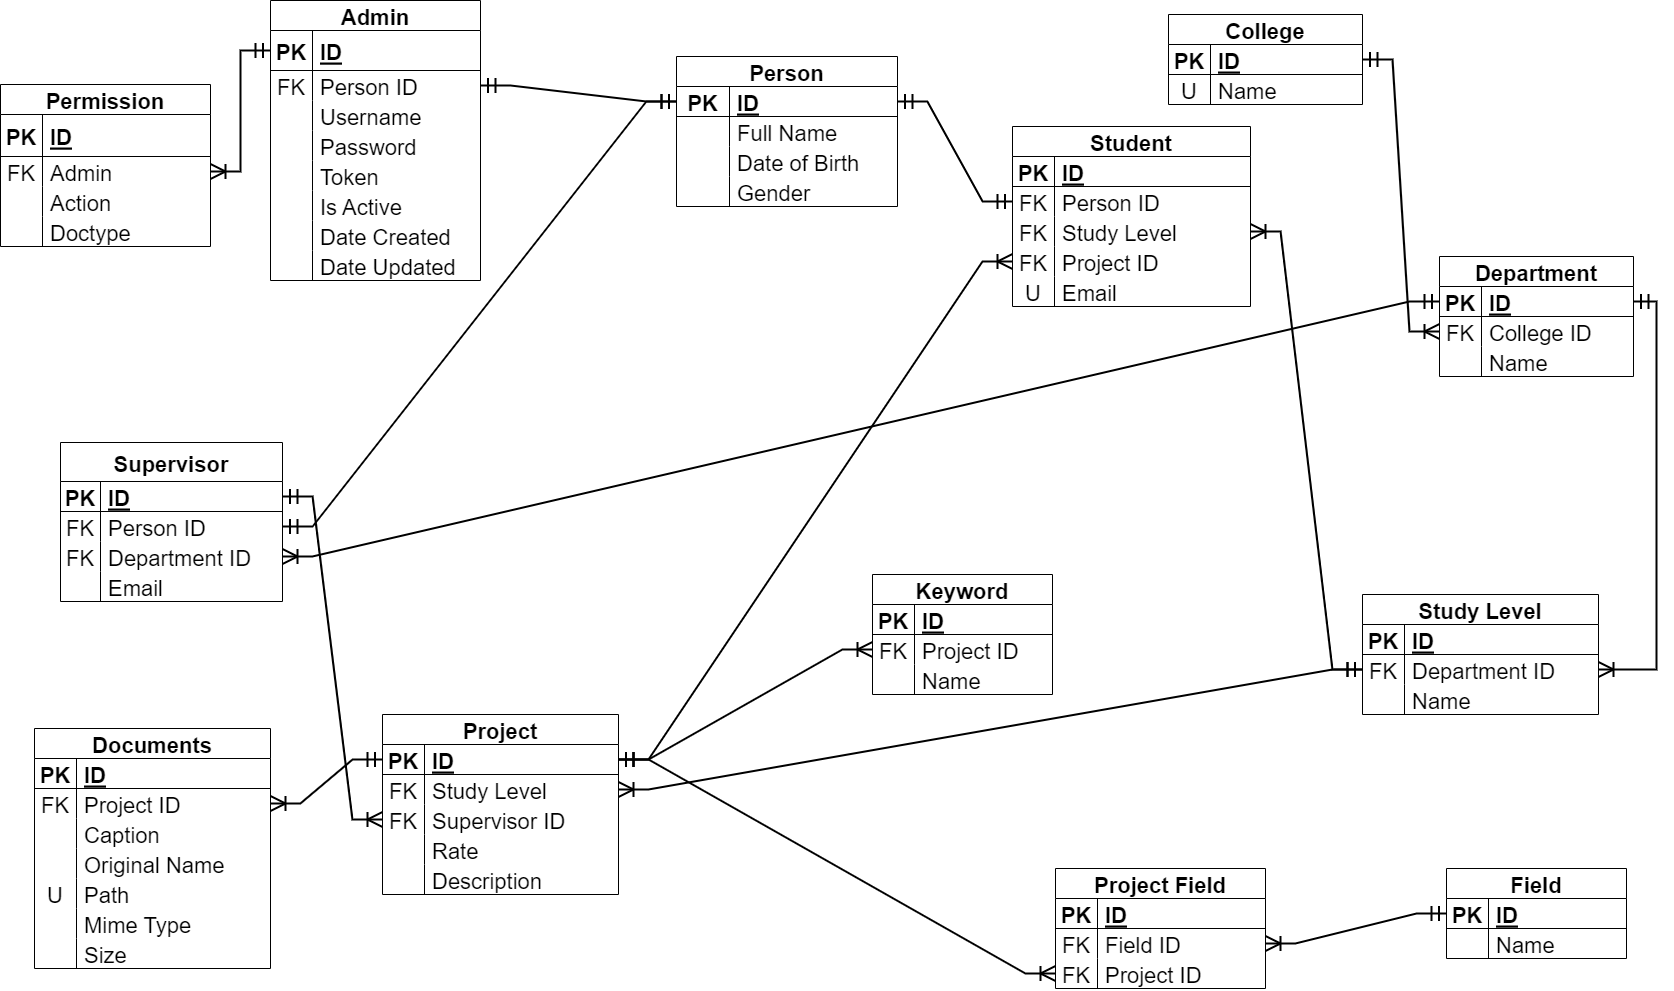 Admin
PK ID
FK Person ID
Username
Password
Token
Is Active
Date Created
Date Updated
Permission
PK ID
FK Admin
Action
Doctype
Person
PK ID
Full Name
Date of Birth
Gender
College
PK ID
U Name
Student
PK ID
FK Person ID
FK Study Level
FK Project ID
U Email
Department
PK ID
FK College ID
Name
Supervisor
PK ID
FK Person ID
FK Department ID
Email
Keyword
PK ID
FK Project ID
Name
Study Level
PK ID
FK Department ID
Name
Documents
PK ID
FK Project ID
Caption
Original Name
U Path
Mime Type
Size
Project
PK ID
FK Study Level
FK Supervisor ID
Rate
Description
Project Field
PK ID
FK Field ID
FK Project ID
Field
PK ID
Name